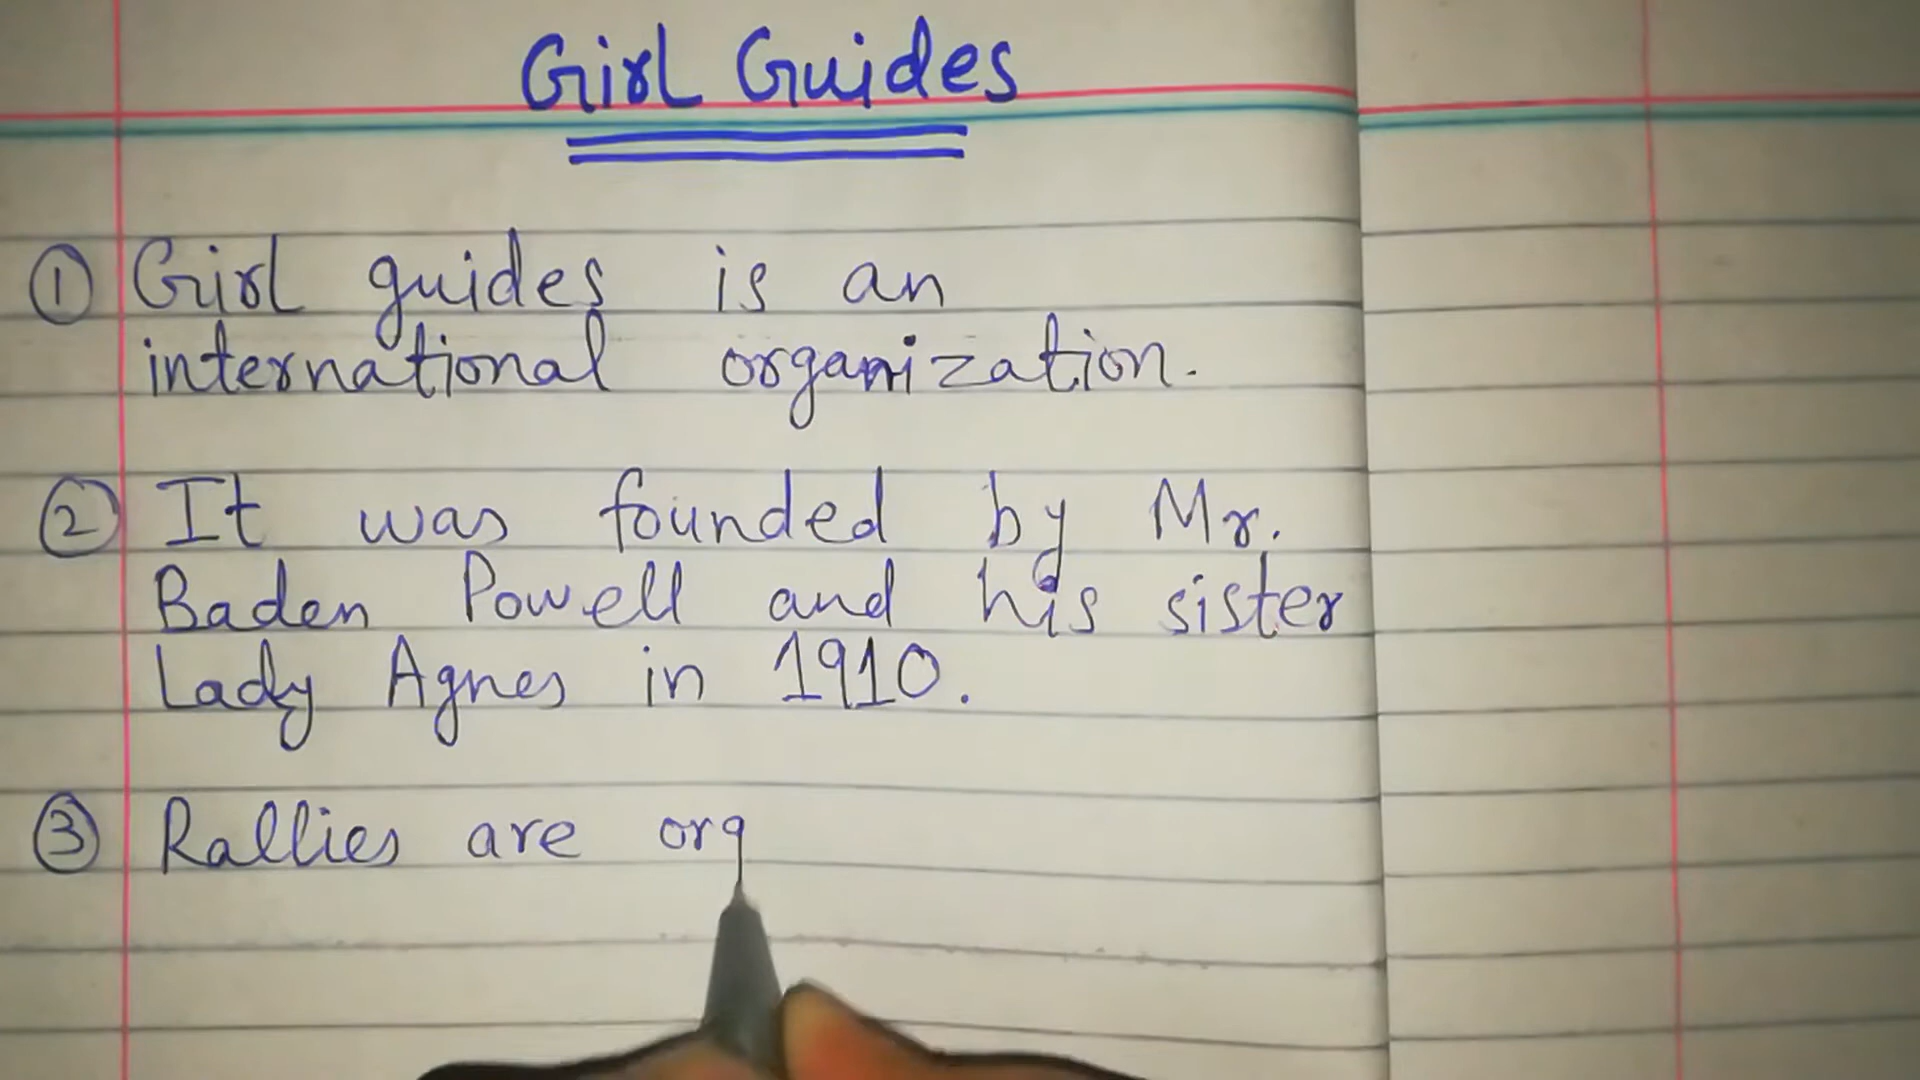 Girl Guides
① Girl guides is an
international organization.
② It was founded by Mr.
Baden Powell and his sister
Lady Agnes in 1910.
③ Rallies are org